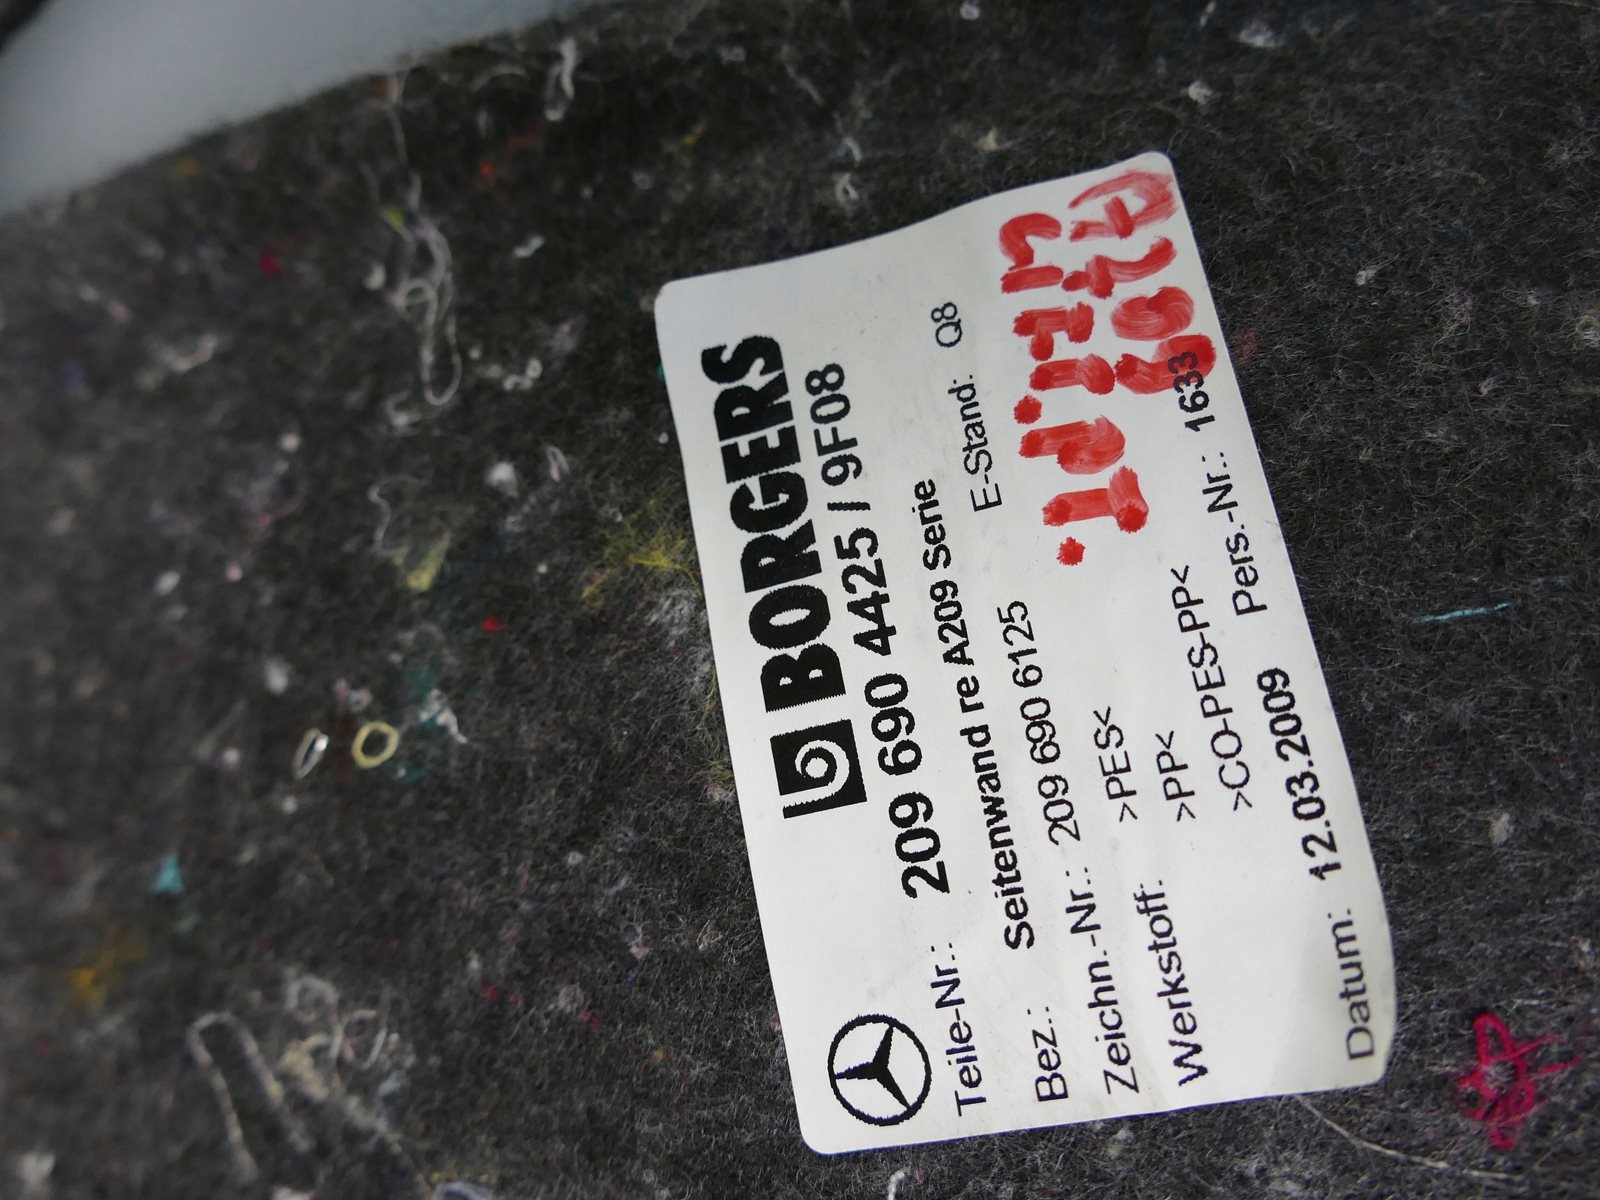 BORGERS
Teile-Nr.: 209 690 4425 / 9F08
Bez.: Seitenwand re A209 Serie
Zeichn.-Nr.: 209 690 6125 E-Stand: Q8
Werkstoff: >PES<
>PP<
>CO-PES-PP<
Datum: 12.03.2009 Pers.-Nr.: 1633